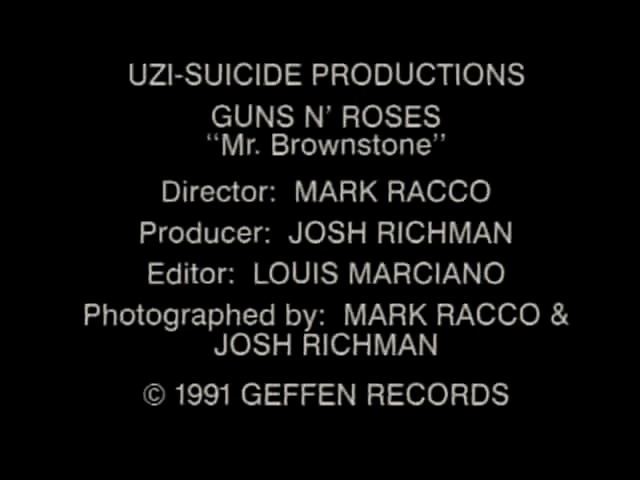 UZI-SUICIDE PRODUCTIONS
GUNS N’ ROSES
“Mr. Brownstone”
Director: MARK RACCO
Producer: JOSH RICHMAN
Editor: LOUIS MARCIANO
Photographed by: MARK RACCO &
JOSH RICHMAN
© 1991 GEFFEN RECORDS